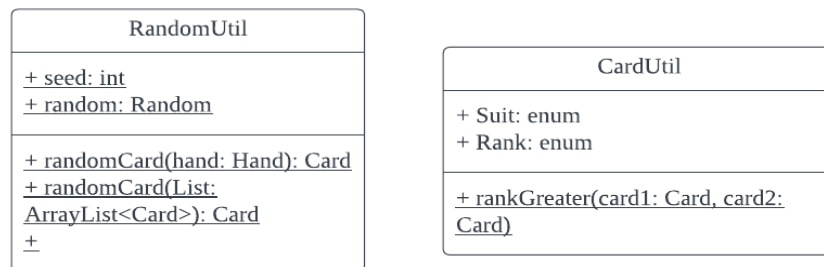 RandomUtil
+ seed: int
+ random: Random
+ randomCard(hand: Hand): Card
+ randomCard(List:
ArrayList<Card>): Card
+
CardUtil
+ Suit: enum
+ Rank: enum
+ rankGreater(card1: Card, card2:
Card)